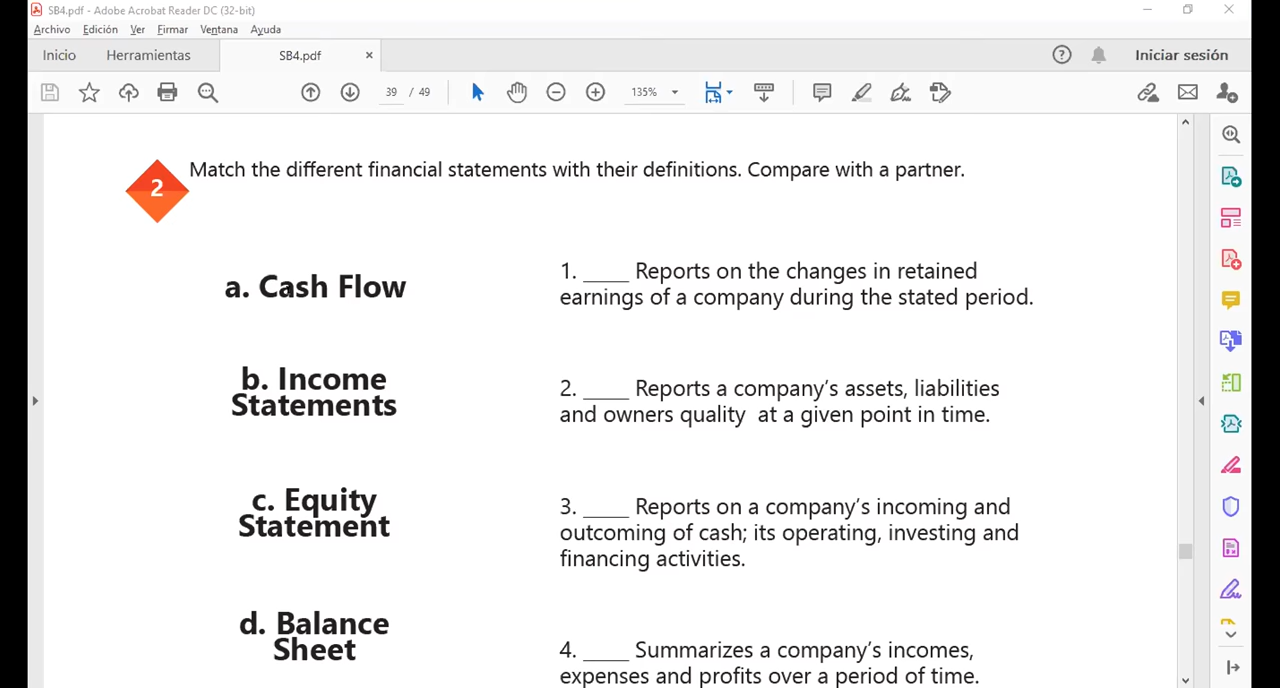 SB4.pdf - Adobe Acrobat Reader DC (32-bit)
Archivo Edición Ver Firmar Ventana Ayuda
Inicio Herramientas SB4.pdf × Iniciar sesión
39 / 49 135%
2 Match the different financial statements with their definitions. Compare with a partner.
a. Cash Flow
1. ____ Reports on the changes in retained
earnings of a company during the stated period.
b. Income
Statements
2. ____ Reports a company's assets, liabilities
and owners quality at a given point in time.
c. Equity
Statement
3. ____ Reports on a company's incoming and
outcoming of cash; its operating, investing and
financing activities.
d. Balance
Sheet
4. ____ Summarizes a company's incomes,
expenses and profits over a period of time.